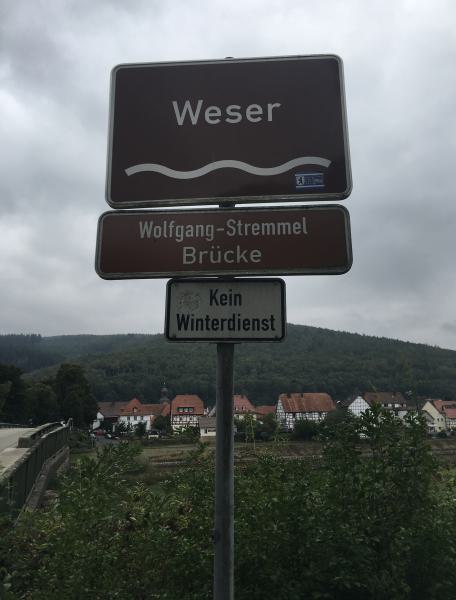 Weser
Wolfgang-Stremmel
Brücke
Kein
Winterdienst